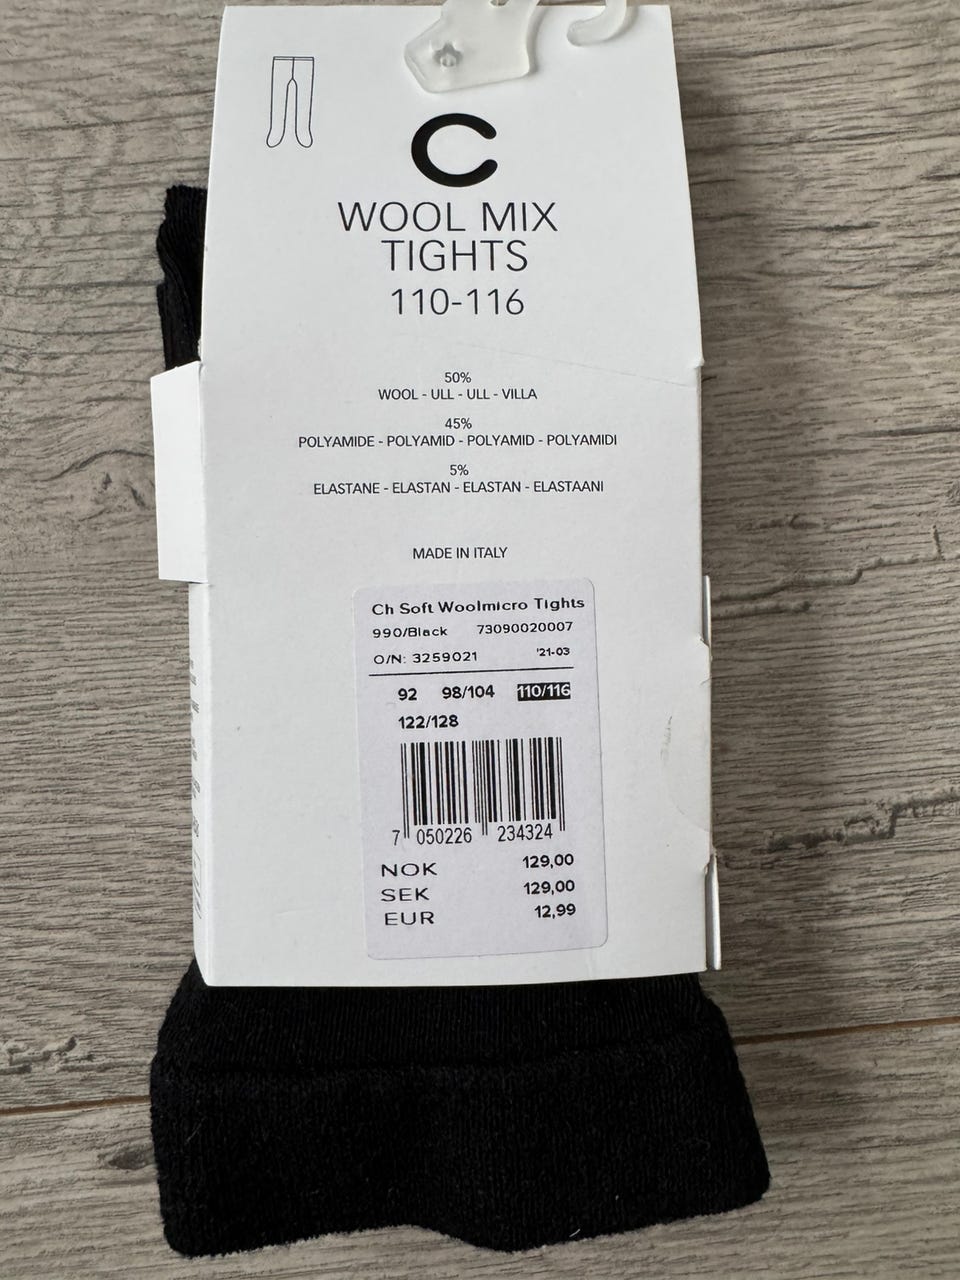 C
WOOL MIX
TIGHTS
110-116
50%
WOOL - ULL - ULL - VILLA
45%
POLYAMIDE - POLYAMID - POLYAMID - POLYAMIDI
5%
ELASTANE - ELASTAN - ELASTAN - ELASTAANI
MADE IN ITALY
Ch Soft Woolmicro Tights
990/Black 73090020007
O/N: 3259021 '21-03
92 98/104 110/116
122/128
7 050226 234324
NOK 129,00
SEK 129,00
EUR 12,99